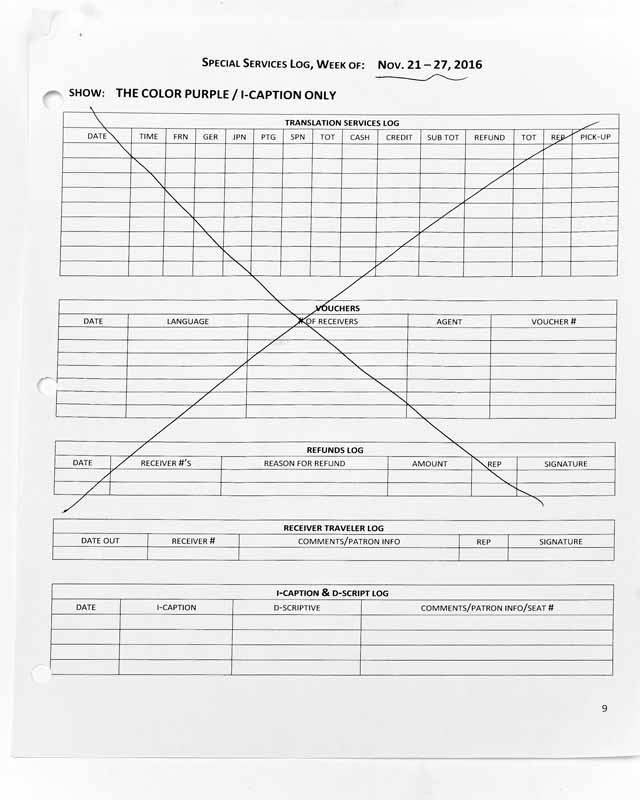 SPECIAL SERVICES LOG, WEEK OF: NOV. 21 – 27, 2016
SHOW: THE COLOR PURPLE / I-CAPTION ONLY
TRANSLATION SERVICES LOG
DATE TIME FRN GER JPN PTG SPN TOT CASH CREDIT SUB TOT REFUND TOT REP PICK-UP
VOUCHERS
DATE LANGUAGE # OF RECEIVERS AGENT VOUCHER #
REFUNDS LOG
DATE RECEIVER #'S REASON FOR REFUND AMOUNT REP SIGNATURE
RECEIVER TRAVELER LOG
DATE OUT RECEIVER # COMMENTS/PATRON INFO REP SIGNATURE
I-CAPTION & D-SCRIPT LOG
DATE I-CAPTION D-SCRIPTIVE COMMENTS/PATRON INFO/SEAT #
9